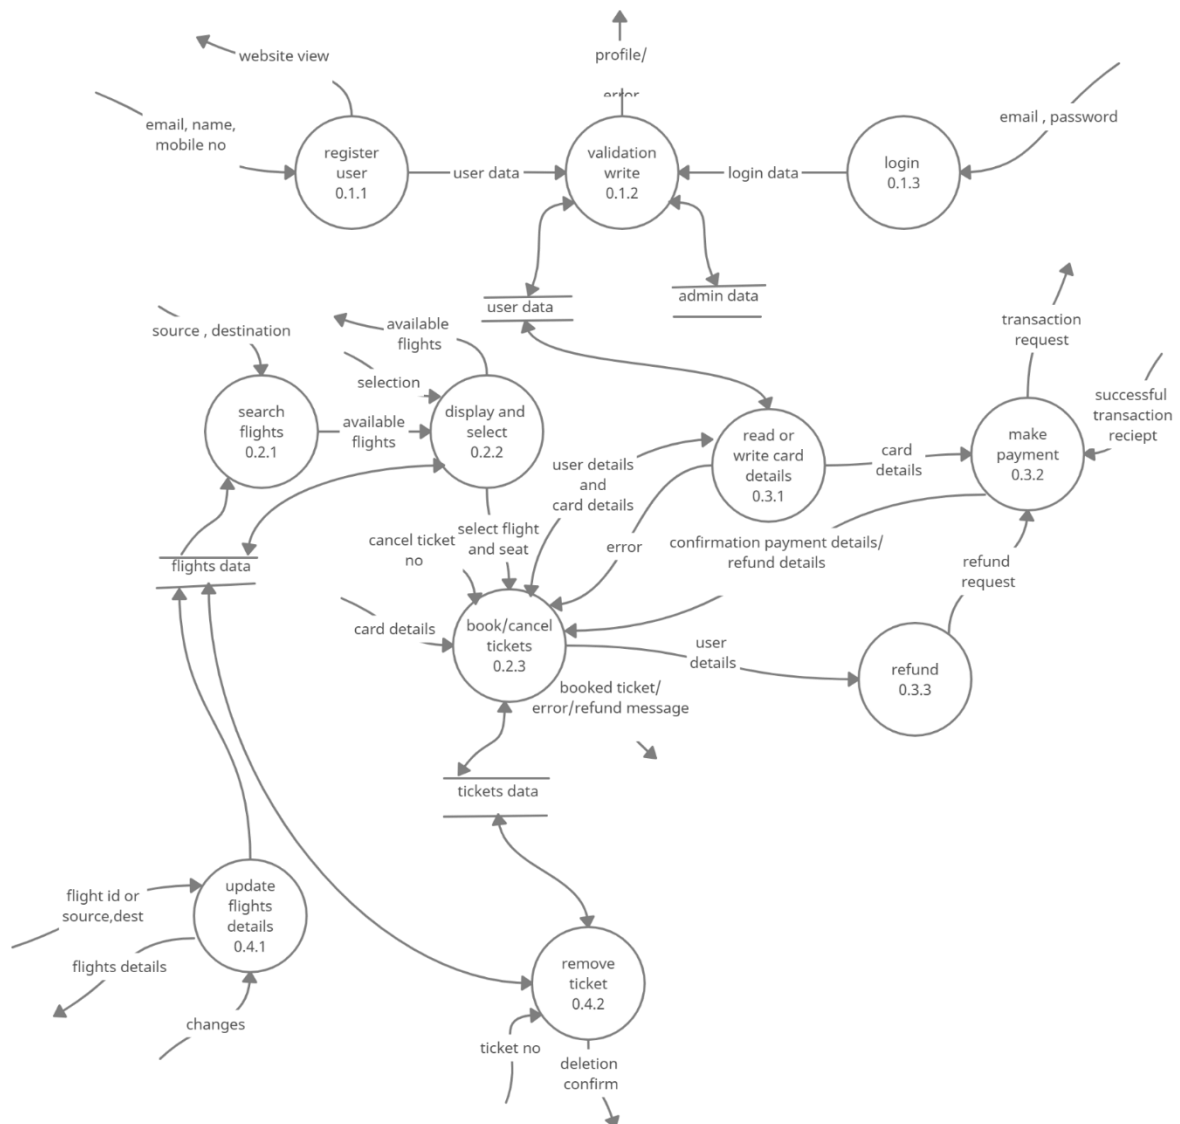 website view
profile/
error
email, name,
mobile no
email , password
register
user
0.1.1
user data
validation
write
0.1.2
login data
login
0.1.3
user data
admin data
source , destination
available
flights
selection
transaction
request
successful
transaction
reciept
search
flights
0.2.1
available
flights
display and
select
0.2.2
read or
write card
details
0.3.1
card
details
make
payment
0.3.2
user details
and
card details
cancel ticket
no
select flight
and seat
error
confirmation payment details/
refund details
refund
request
flights data
card details
book/cancel
tickets
0.2.3
user
details
refund
0.3.3
booked ticket/
error/refund message
tickets data
flight id or
source,dest
update
flights
details
0.4.1
flights details
changes
remove
ticket
0.4.2
ticket no
deletion
confirm